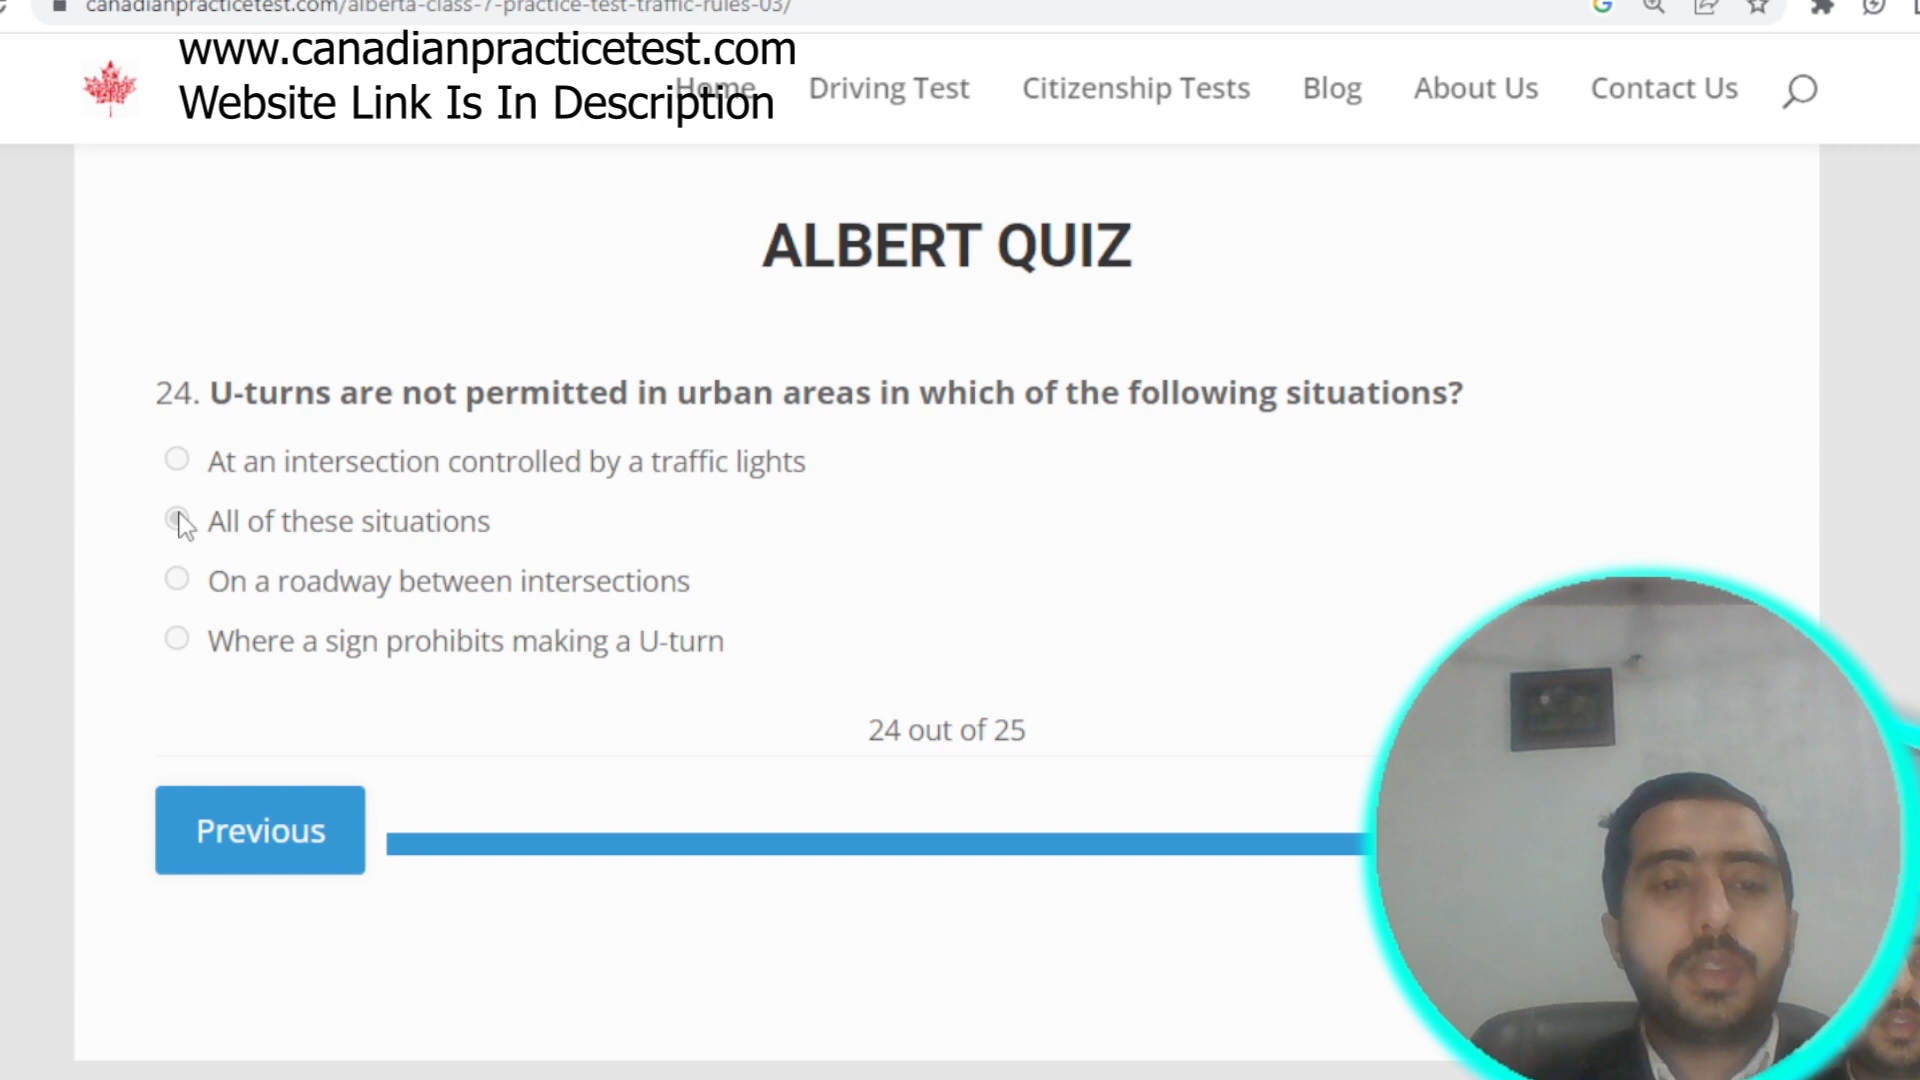 canadianpracticetest.com/alberta-class-7-practice-test-traffic-rules-03/
www.canadianpracticetest.com
Website Link Is In Description
Home
Driving Test
Citizenship Tests
Blog
About Us
Contact Us
ALBERT QUIZ
24. U-turns are not permitted in urban areas in which of the following situations?
At an intersection controlled by a traffic lights
All of these situations
On a roadway between intersections
Where a sign prohibits making a U-turn
24 out of 25
Previous